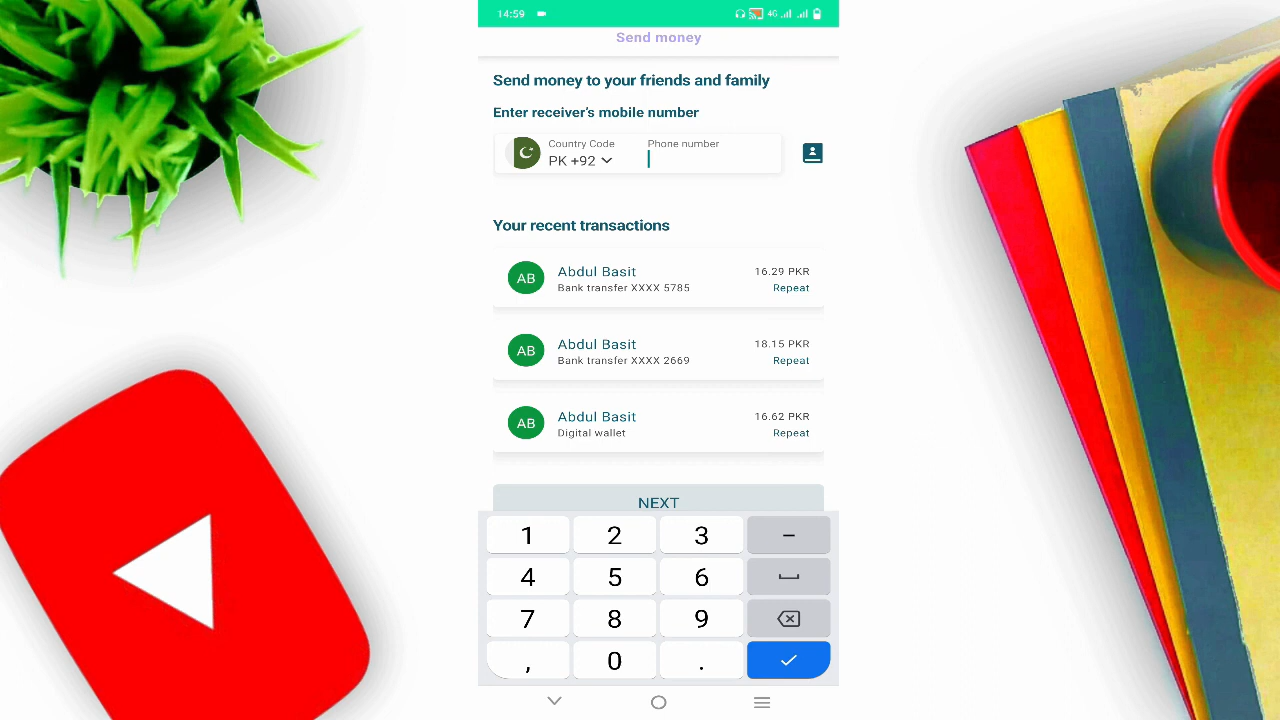 14:59
4G
Send money
Send money to your friends and family
Enter receiver's mobile number
Country Code
Phone number
PK +92
Your recent transactions
AB
Abdul Basit
16.29 PKR
Bank transfer XXXX 5785
Repeat
AB
Abdul Basit
18.15 PKR
Bank transfer XXXX 2669
Repeat
AB
Abdul Basit
16.62 PKR
Digital wallet
Repeat
NEXT
1 2 3 -
4 5 6
7 8 9
, 0 .